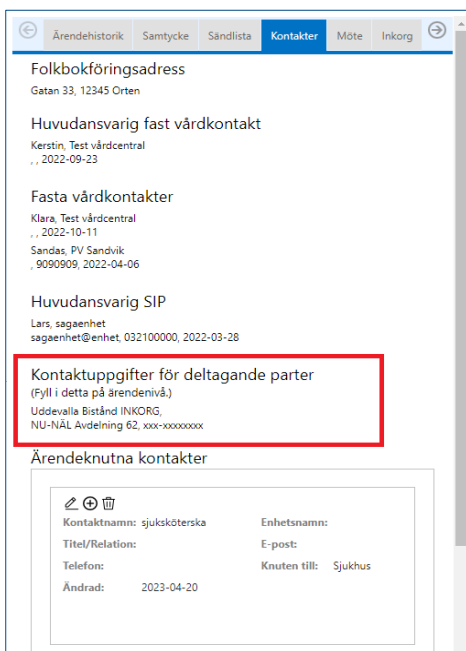 Ärendehistorik Samtycke Sändlista Kontakter Möte Inkorg
Folkbokföringsadress
Gatan 33, 12345 Orten
Huvudansvarig fast vårdkontakt
Kerstin, Test vårdcentral
, , 2022-09-23
Fasta vårdkontakter
Klara, Test vårdcentral
, , 2022-10-11
Sandas, PV Sandvik
, 9090909, 2022-04-06
Huvudansvarig SIP
Lars, sagaenhet
sagaenhet@enhet, 032100000, 2022-03-28
Kontaktuppgifter för deltagande parter
(Fyll i detta på ärendenivå.)
Uddevalla Bistånd INKORG,
NU-NÄL Avdelning 62, xxx-xxxxxxxx
Ärendeknutna kontakter
Kontaktnamn: sjuksköterska Enhetsnamn:
Titel/Relation: E-post:
Telefon: Knuten till: Sjukhus
Ändrad: 2023-04-20